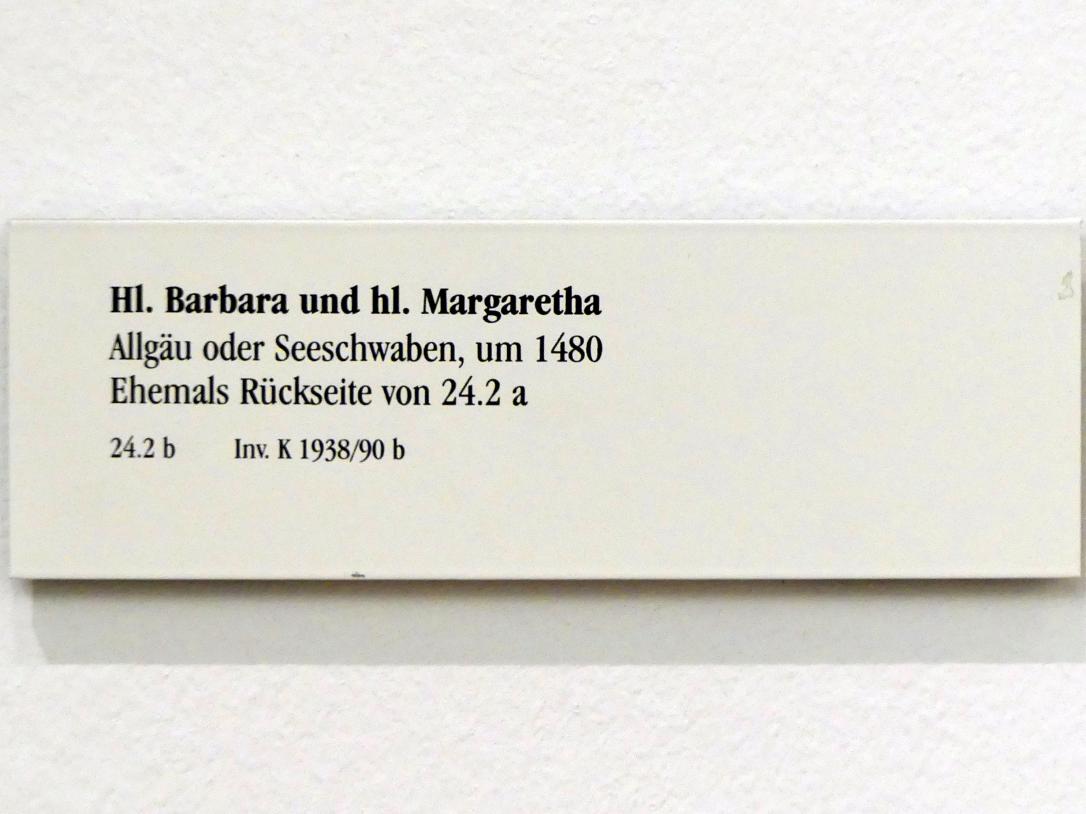 Hl. Barbara und hl. Margaretha
Allgäu oder Seeschwaben, um 1480
Ehemals Rückseite von 24.2 a
24.2 b Inv. K 1938/90 b